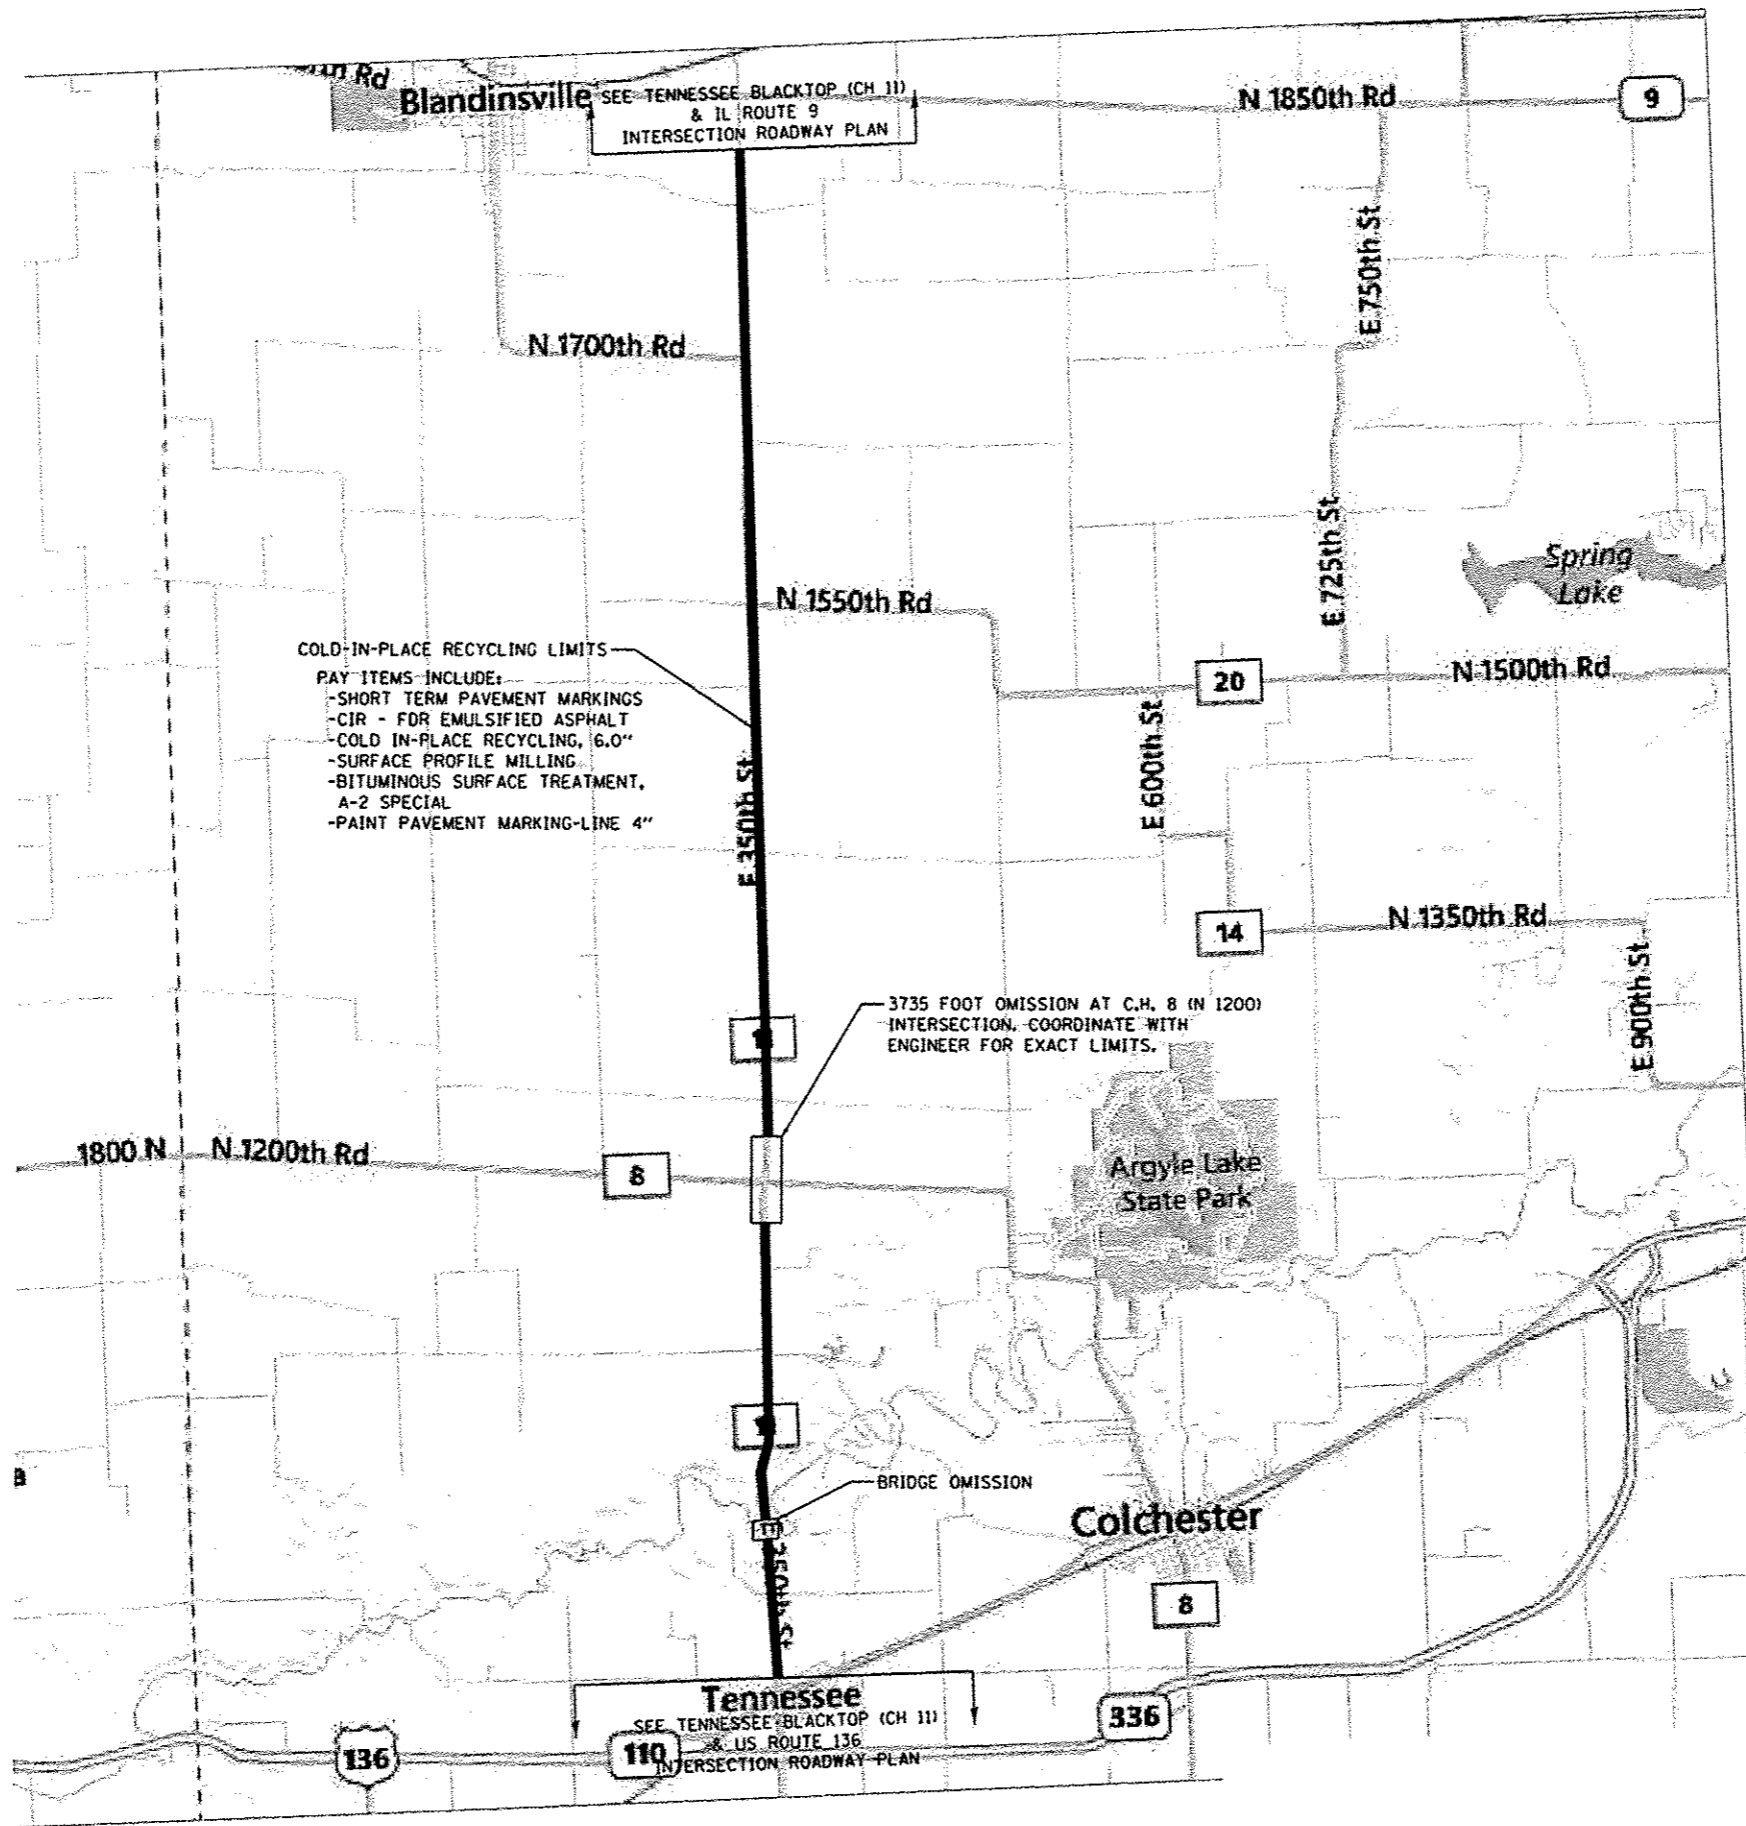 Blandinsville
SEE TENNESSEE BLACKTOP (CH 11)
& IL ROUTE 9
INTERSECTION ROADWAY PLAN
N 1850th Rd
9
E 750th St
N 1700th Rd
E 725th St
Spring
Lake
N 1550th Rd
COLD-IN-PLACE RECYCLING LIMITS
PAY ITEMS INCLUDE:
-SHORT TERM PAVEMENT MARKINGS
-CIR - FOR EMULSIFIED ASPHALT
-COLD IN-PLACE RECYCLING, 6.0"
-SURFACE PROFILE MILLING
-BITUMINOUS SURFACE TREATMENT,
A-2 SPECIAL
-PAINT PAVEMENT MARKING-LINE 4"
20
N 1500th Rd
E 600th St
E 350th St
14
N 1350th Rd
E 900th St
3735 FOOT OMISSION AT C.H. 8 (N 1200)
INTERSECTION. COORDINATE WITH
ENGINEER FOR EXACT LIMITS.
1800 N
N 1200th Rd
8
Argyle Lake
State Park
BRIDGE OMISSION
Colchester
350th St
8
Tennessee
SEE TENNESSEE BLACKTOP (CH 11)
& US ROUTE 136
INTERSECTION ROADWAY PLAN
136
110
336